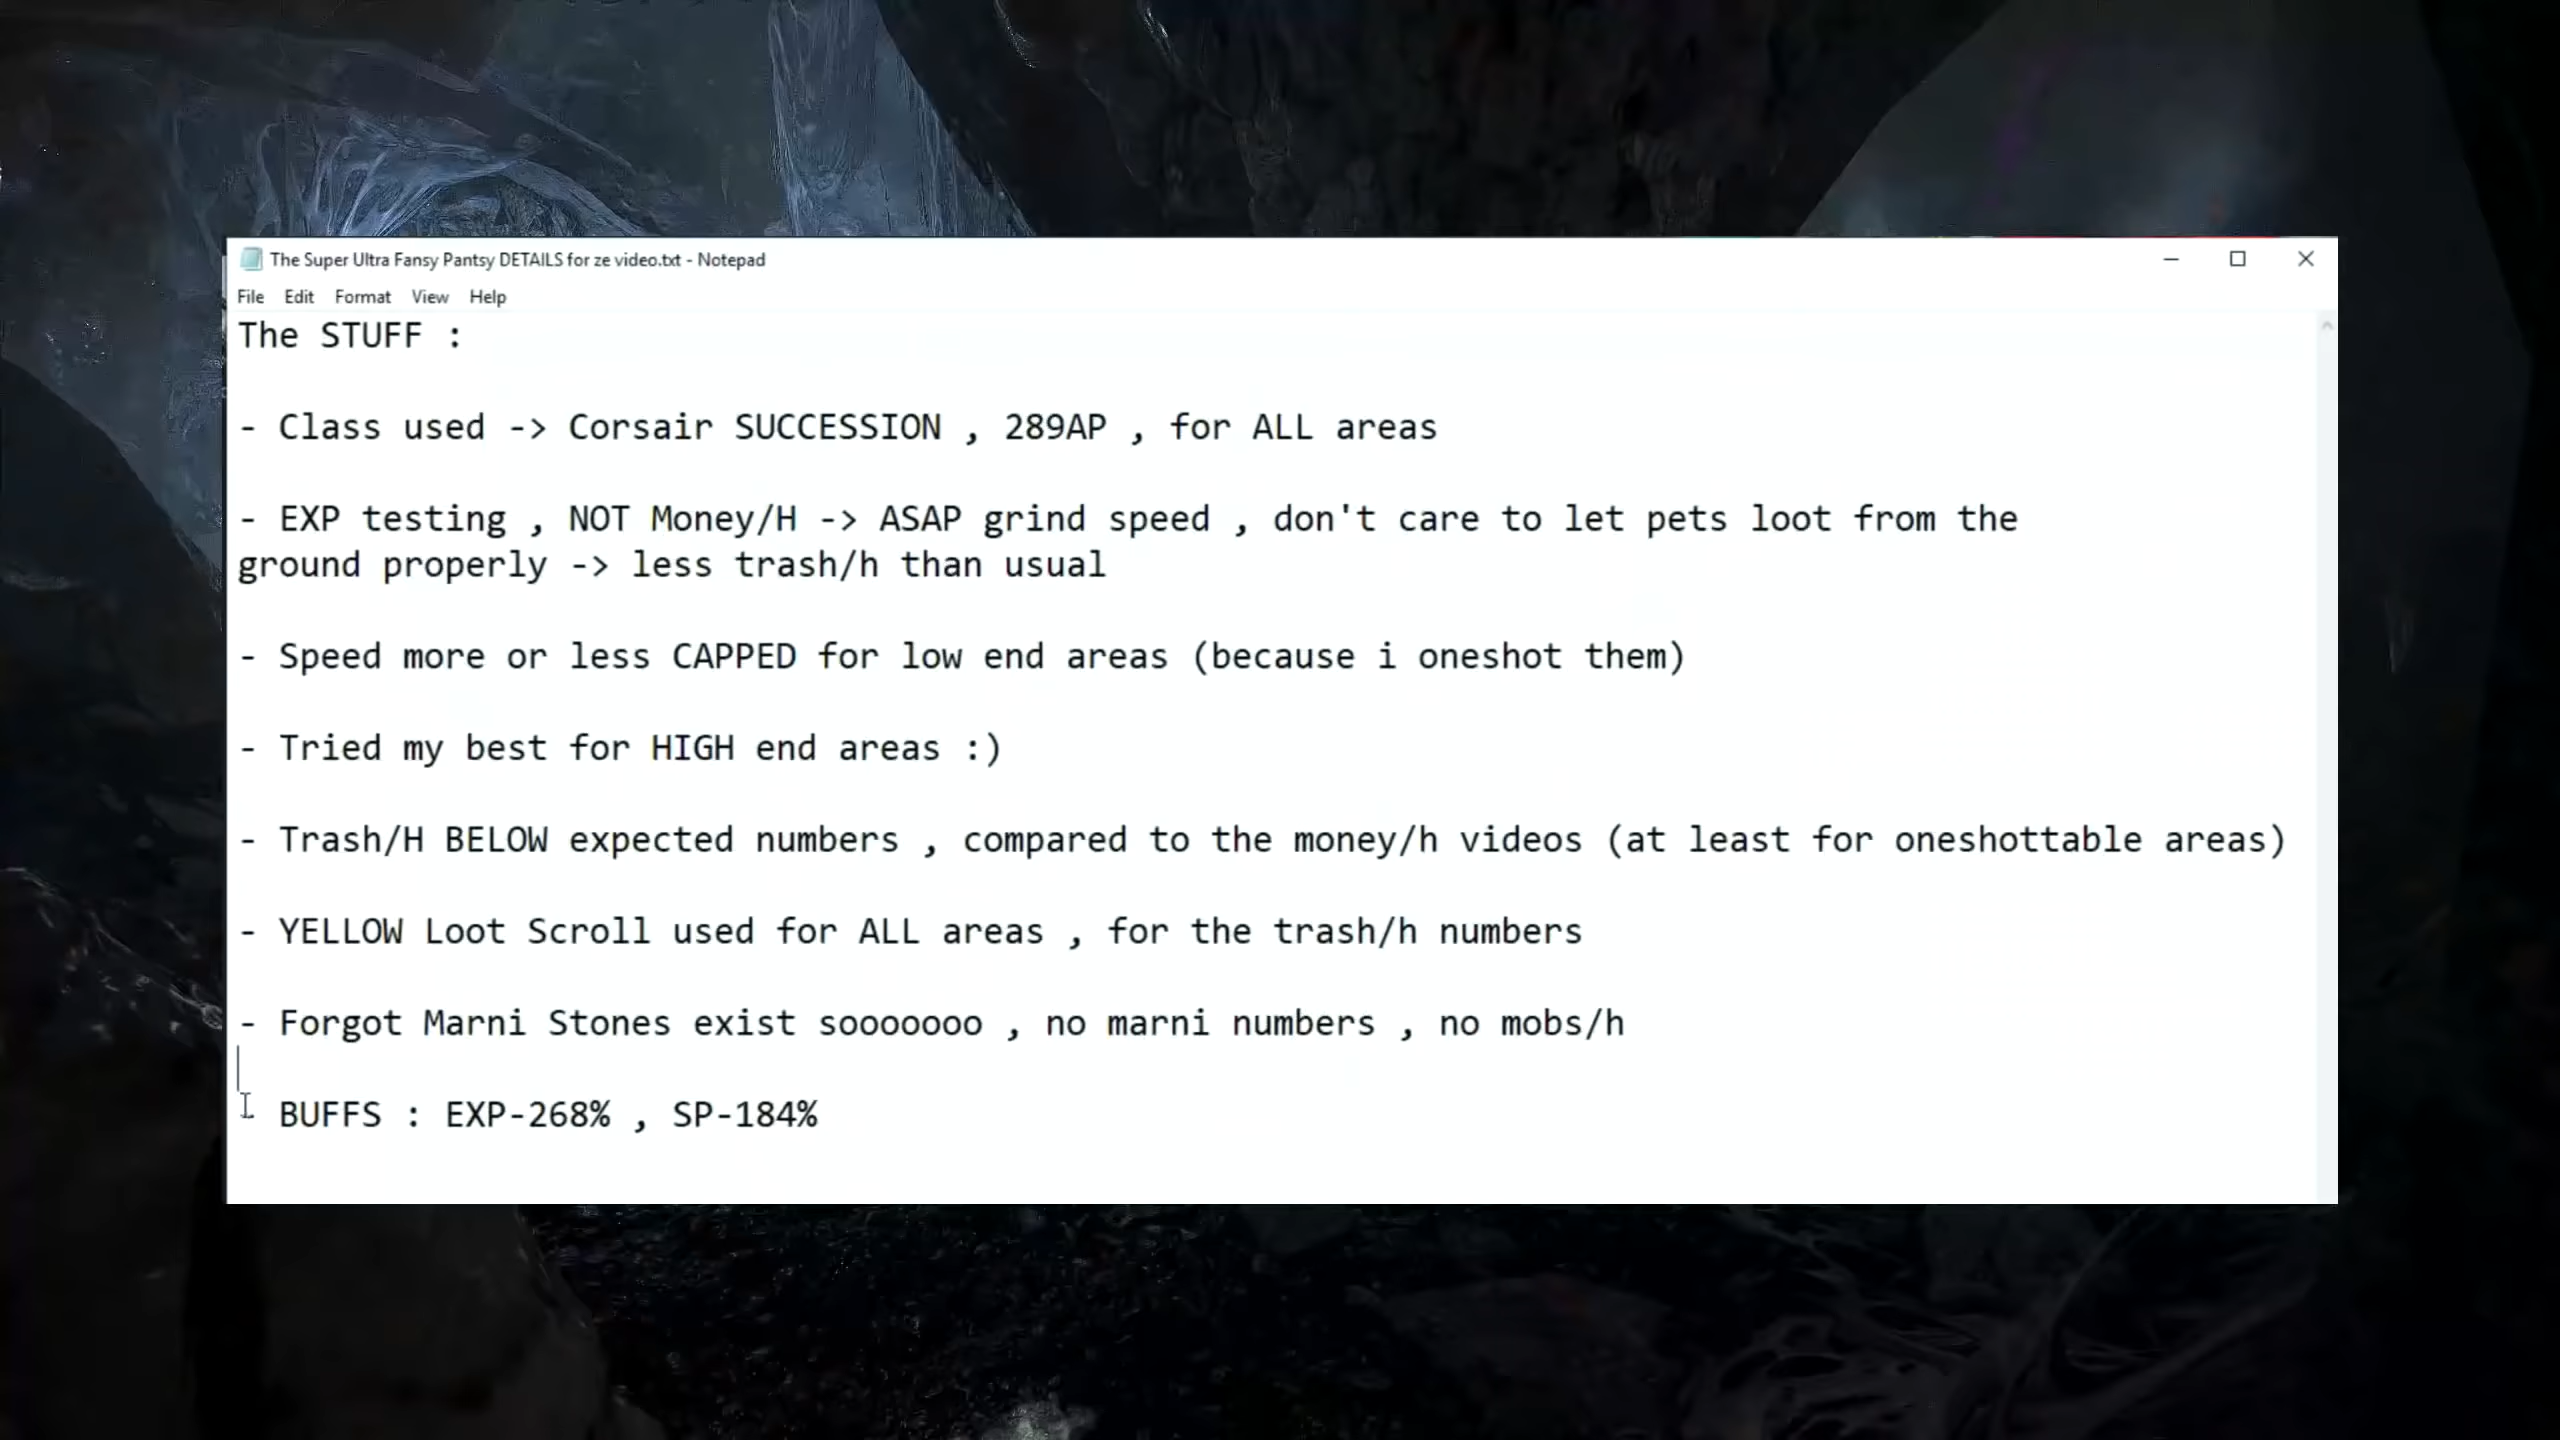 The Super Ultra Fansy Pantsy DETAILS for ze video.txt - Notepad
File Edit Format View Help
The STUFF :
- Class used -> Corsair SUCCESSION , 289AP , for ALL areas
- EXP testing , NOT Money/H -> ASAP grind speed , don't care to let pets loot from the
ground properly -> less trash/h than usual
- Speed more or less CAPPED for low end areas (because i oneshot them)
- Tried my best for HIGH end areas :)
- Trash/H BELOW expected numbers , compared to the money/h videos (at least for oneshottable areas)
- YELLOW Loot Scroll used for ALL areas , for the trash/h numbers
- Forgot Marni Stones exist sooooooo , no marni numbers , no mobs/h
BUFFS : EXP-268% , SP-184%